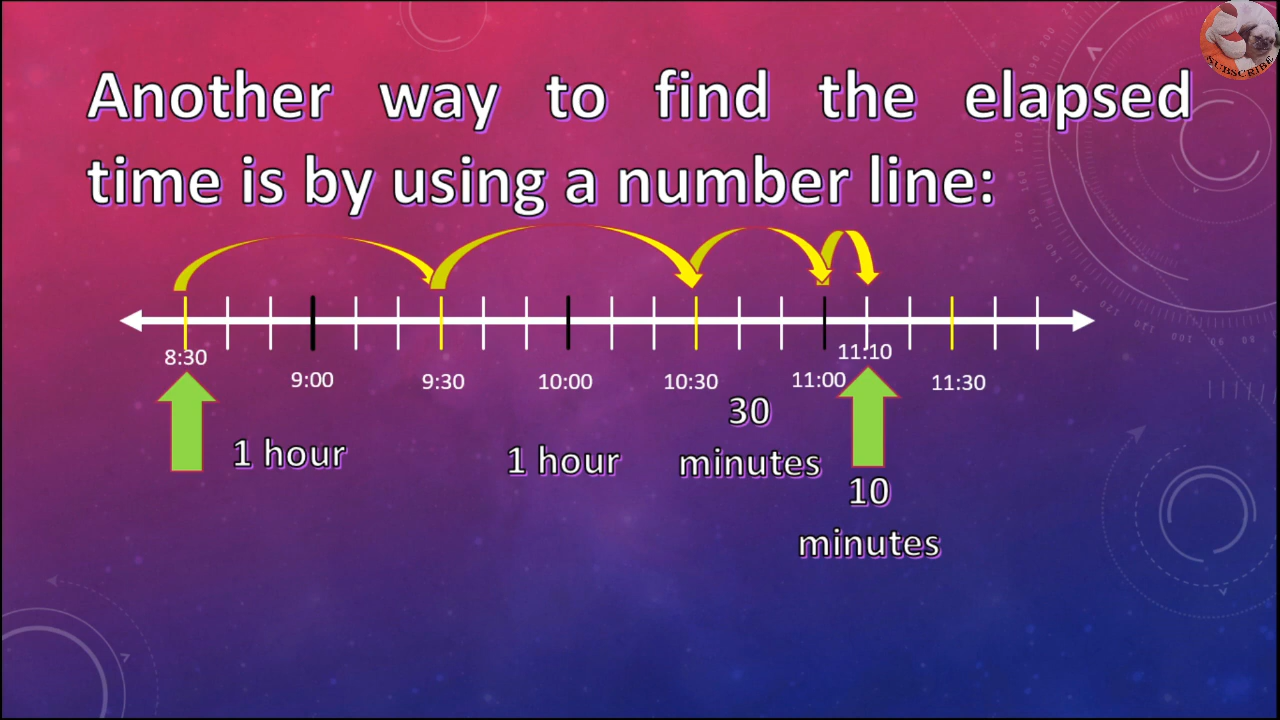 Another way to find the elapsed
time is by using a number line:
8:30
9:00
9:30
10:00
10:30
11:00
11:10
11:30
1 hour
1 hour
30
minutes
10
minutes
SUBSCRIBE